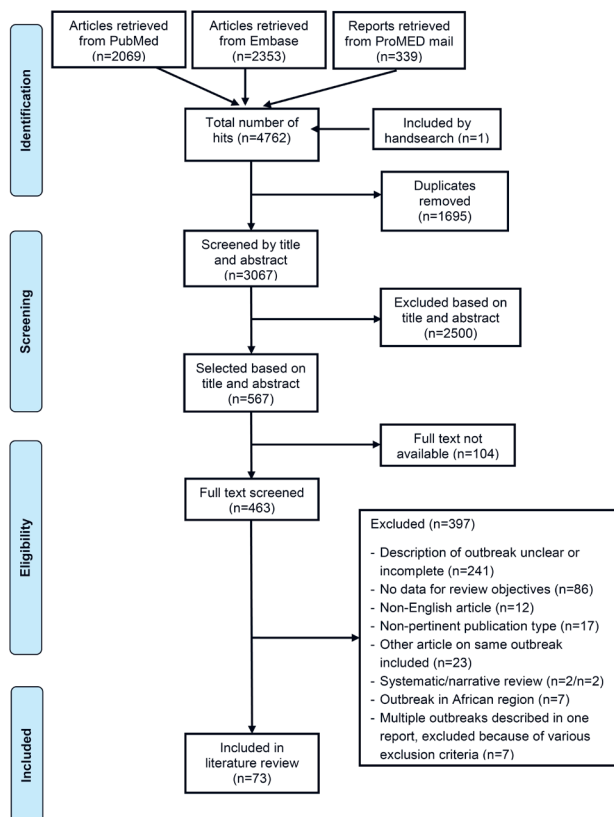 Articles retrieved
from PubMed
(n=2069)
Articles retrieved
from Embase
(n=2353)
Reports retrieved
from ProMED mail
(n=339)
Identification
Total number of
hits (n=4762)
Included by
handsearch (n=1)
Duplicates
removed
(n=1695)
Screening
Screened by title
and abstract
(n=3067)
Excluded based on
title and abstract
(n=2500)
Selected based on
title and abstract
(n=567)
Full text not
available (n=104)
Eligibility
Full text screened
(n=463)
Excluded (n=397)
- Description of outbreak unclear or
incomplete (n=241)
- No data for review objectives (n=86)
- Non-English article (n=12)
- Non-pertinent publication type (n=17)
- Other article on same outbreak
included (n=23)
- Systematic/narrative review (n=2/n=2)
- Outbreak in African region (n=7)
- Multiple outbreaks described in one
report, excluded because of various
exclusion criteria (n=7)
Included
Included in
literature review
(n=73)